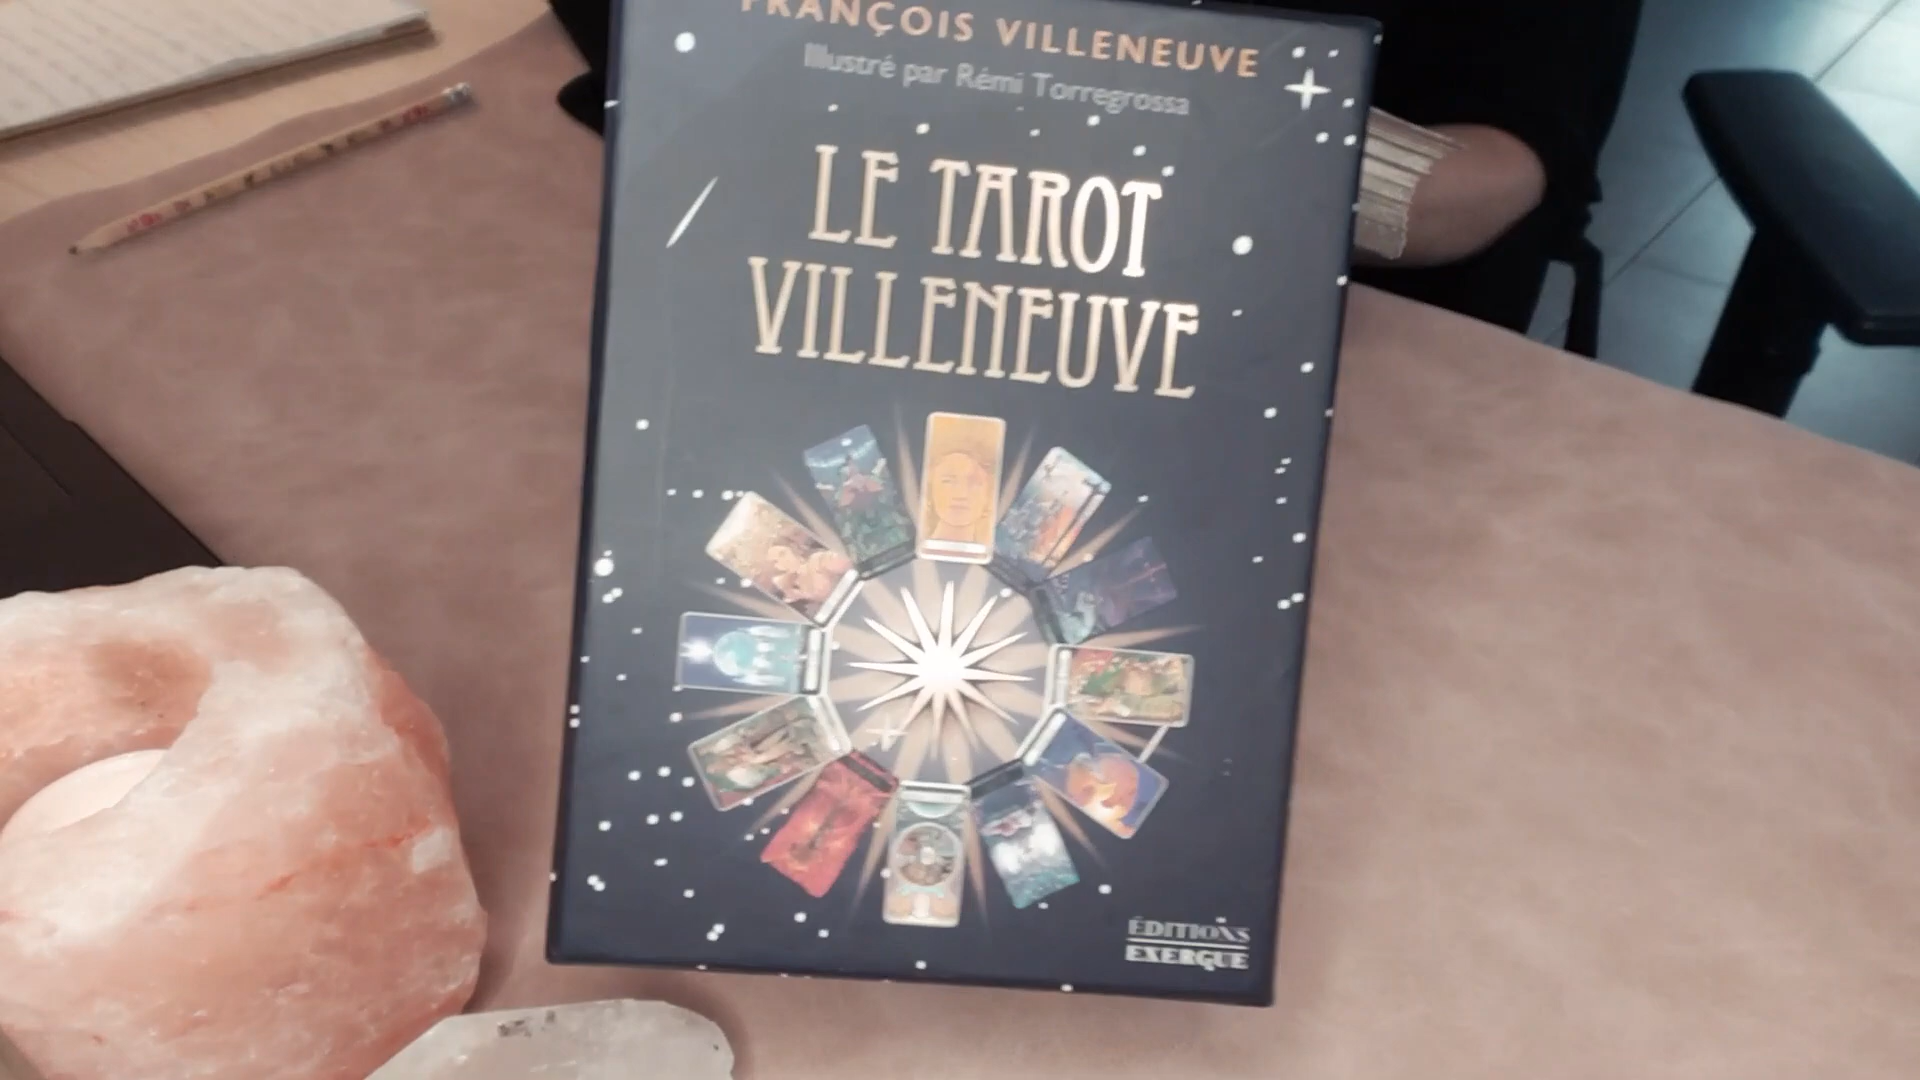 FRANÇOIS VILLENEUVE
Illustré par Rémi Torregrossa
LE TAROT
VILLENEUVE
ÉDITIONS
EXERGUE